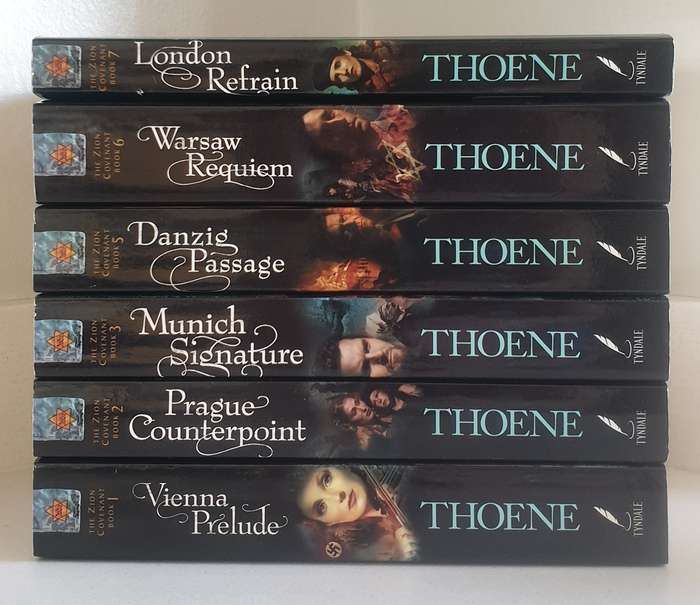 THE ZION
COVENANT
BOOK 7
London
Refrain
THOENE
TYNDALE
THE ZION
COVENANT
BOOK 6
Warsaw
Requiem
THOENE
TYNDALE
THE ZION
COVENANT
BOOK 5
Danzig
Passage
THOENE
TYNDALE
THE ZION
COVENANT
BOOK 3
Munich
Signature
THOENE
TYNDALE
THE ZION
COVENANT
BOOK 2
Prague
Counterpoint
THOENE
TYNDALE
THE ZION
COVENANT
BOOK 1
Vienna
Prelude
THOENE
TYNDALE